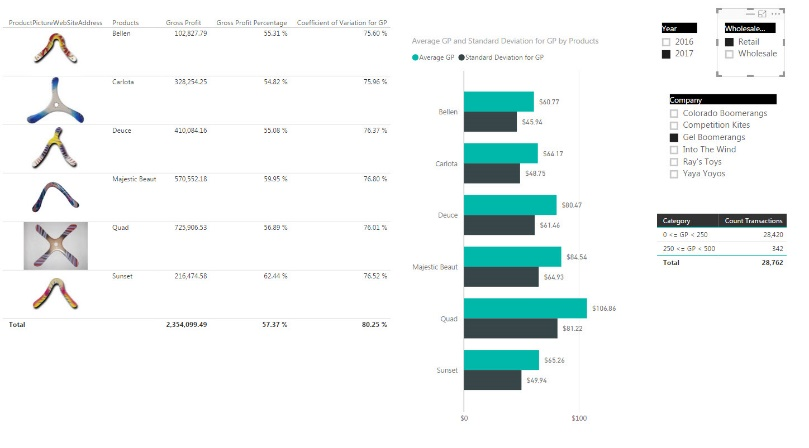 ProductPictureWebSiteAddress Products Gross Profit Gross Profit Percentage Coefficient of Variation for GP
Bellen 102,827.79 55.31 % 75.60 %
Carlota 328,254.25 54.82 % 75.96 %
Deuce 410,084.16 55.08 % 76.37 %
Majestic Beaut 570,552.18 59.95 % 76.80 %
Quad 725,906.53 56.89 % 76.01 %
Sunset 216,474.58 62.44 % 76.52 %
Total 2,354,099.49 57.37 % 80.25 %
Average GP and Standard Deviation for GP by Products
Average GP Standard Deviation for GP
Bellen $60.77
$45.94
Carlota $64.17
$48.75
Deuce $80.47
$61.46
Majestic Beaut $84.54
$64.93
Quad $106.86
$81.22
Sunset $65.26
$49.94
$0 $100
Year
2016
2017
Wholesale...
Retail
Wholesale
Company
Colorado Boomerangs
Competition Kites
Gel Boomerangs
Into The Wind
Ray's Toys
Yaya Yoyos
Category Count Transactions
0 <= GP < 250 28,420
250 <= GP < 500 342
Total 28,762